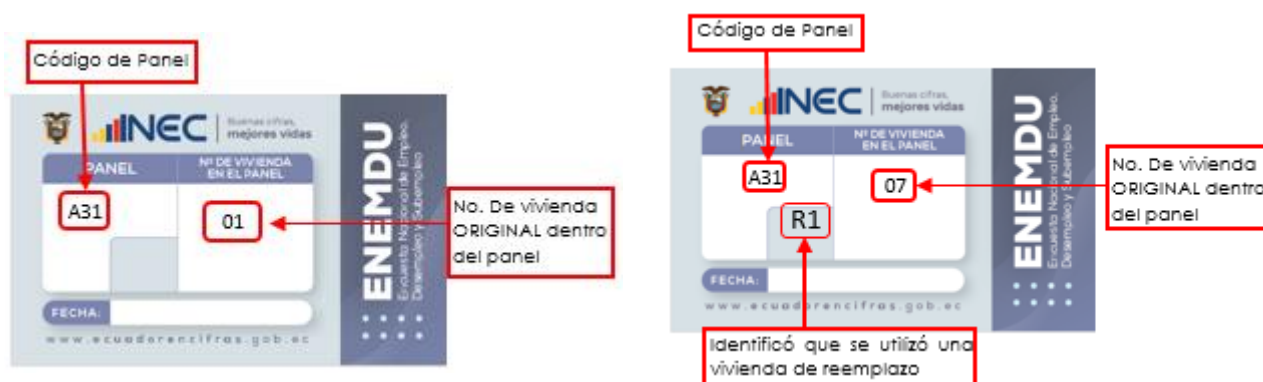 Código de Panel
INEC
Buenas cifras,
mejores vidas
PANEL
Nº DE VIVIENDA
EN EL PANEL
A31
01
No. De vivienda
ORIGINAL dentro
del panel
FECHA:
www.ecuadorencifras.gob.ec
ENEMDU
Encuesta Nacional de Empleo,
Desempleo y Subempleo
Código de Panel
INEC
Buenas cifras,
mejores vidas
PANEL
Nº DE VIVIENDA
EN EL PANEL
A31
07
R1
No. De vivienda
ORIGINAL dentro
del panel
FECHA:
www.ecuadorencifras.gob.ec
ENEMDU
Encuesta Nacional de Empleo,
Desempleo y Subempleo
Identificó que se utilizó una
vivienda de reemplazo